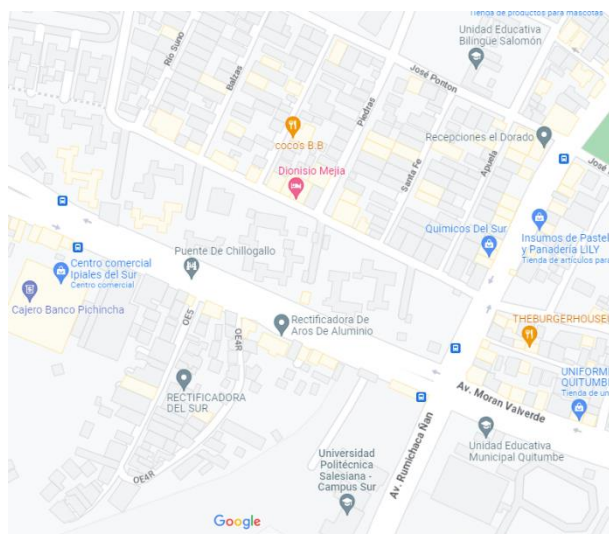 Tienda de productos para mascotas
Unidad Educativa
Bilingüe Salomón
Río Suno
Balzas
José Ponton
Piedras
cocos B.B
Recepciones el Dorado
Dionisio Mejia
Santa Fe
Apuela
José
Quimicos Del Sur
Insumos de Pastel
y Panadería LILY
Tienda de artículos para
Puente De Chillogallo
Centro comercial
Ipiales del Sur
Centro comercial
Cajero Banco Pichincha
OE5
OE4R
Rectificadora De
Aros De Aluminio
THEBURGERHOUSE
RECTIFICADORA
DEL SUR
Av. Moran Valverde
UNIFORME
QUITUMBE
Tienda de un
Unidad Educativa
Municipal Quitumbe
Universidad
Politécnica
Salesiana -
Campus Sur
Av. Rumichaca Ñan
OE4R
Google